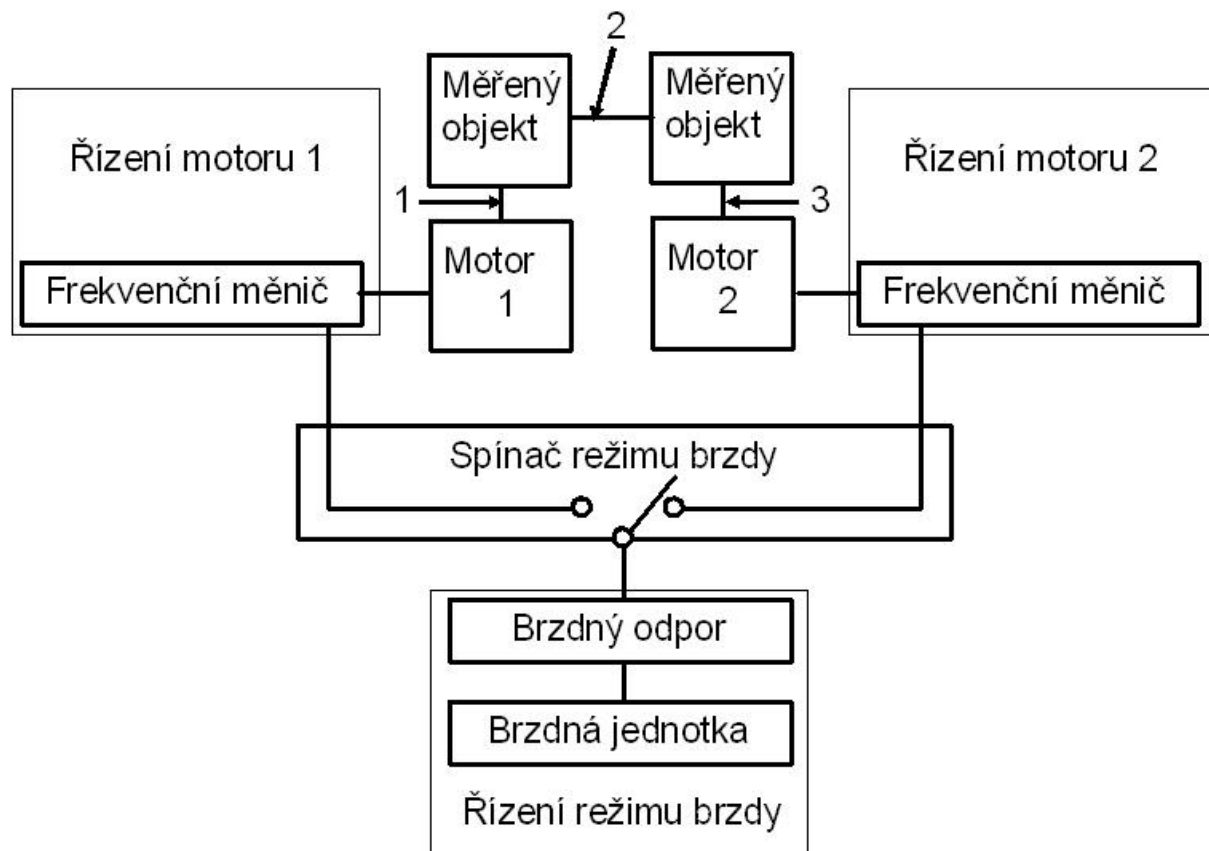 2
Měřený
objekt
Měřený
objekt
Řízení motoru 1
Řízení motoru 2
1
3
Motor
1
Motor
2
Frekvenční měnič
Frekvenční měnič
Spínač režimu brzdy
Brzdný odpor
Brzdná jednotka
Řízení režimu brzdy